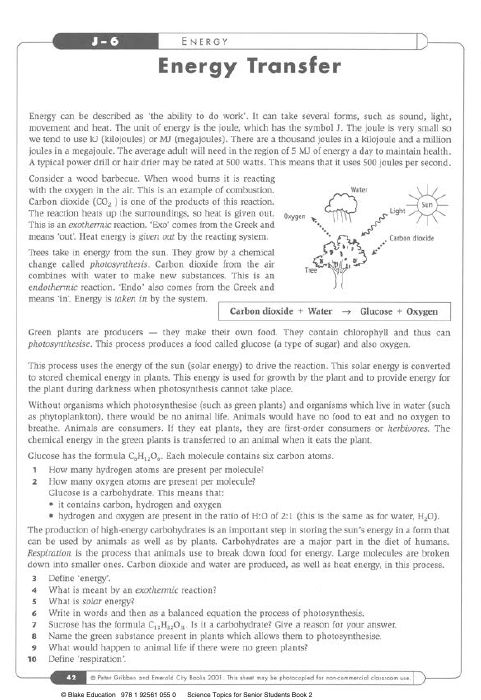 J-6 ENERGY
Energy Transfer
Energy can be described as 'the ability to do work'. It can take several forms, such as sound, light,
movement and heat. The unit of energy is the joule, which has the symbol J. The joule is very small so
we tend to use kJ (kilojoules) or MJ (megajoules). There are a thousand joules in a kilojoule and a million
joules in a megajoule. The average adult will need in the region of 5 MJ of energy a day to maintain health.
A typical power drill or hair drier may be rated at 500 watts. This means that it uses 500 joules per second.
Consider a wood barbecue. When wood burns it is reacting
with the oxygen in the air. This is an example of combustion.
Carbon dioxide (CO₂ ) is one of the products of this reaction.
The reaction heats up the surroundings, so heat is given out.
This is an exothermic reaction. 'Exo' comes from the Greek and
means 'out'. Heat energy is given out by the reacting system.
Trees take in energy from the sun. They grow by a chemical
change called photosynthesis. Carbon dioxide from the air
combines with water to make new substances. This is an
endothermic reaction. 'Endo' also comes from the Greek and
means 'in'. Energy is taken in by the system.
Water
Sun
Light
Oxygen
Carbon dioxide
Tree
Carbon dioxide + Water → Glucose + Oxygen
Green plants are producers — they make their own food. They contain chlorophyll and thus can
photosynthesise. This process produces a food called glucose (a type of sugar) and also oxygen.
This process uses the energy of the sun (solar energy) to drive the reaction. This solar energy is converted
to stored chemical energy in plants. This energy is used for growth by the plant and to provide energy for
the plant during darkness when photosynthesis cannot take place.
Without organisms which photosynthesise (such as green plants) and organisms which live in water (such
as phytoplankton), there would be no animal life. Animals would have no food to eat and no oxygen to
breathe. Animals are consumers. If they eat plants, they are first-order consumers or herbivores. The
chemical energy in the green plants is transferred to an animal when it eats the plant.
Glucose has the formula C₆H₁₂O₆. Each molecule contains six carbon atoms.
1 How many hydrogen atoms are present per molecule?
2 How many oxygen atoms are present per molecule?
Glucose is a carbohydrate. This means that:
• it contains carbon, hydrogen and oxygen
• hydrogen and oxygen are present in the ratio of H:O of 2:1 (this is the same as for water, H₂O).
The production of high-energy carbohydrates is an important step in storing the sun's energy in a form that
can be used by animals as well as by plants. Carbohydrates are a major part in the diet of humans.
Respiration is the process that animals use to break down food for energy. Large molecules are broken
down into smaller ones. Carbon dioxide and water are produced, as well as heat energy, in this process.
3 Define 'energy'.
4 What is meant by an exothermic reaction?
5 What is solar energy?
6 Write in words and then as a balanced equation the process of photosynthesis.
7 Sucrose has the formula C₁₂H₂₂O₁₁. Is it a carbohydrate? Give a reason for your answer.
8 Name the green substance present in plants which allows them to photosynthesise.
9 What would happen to animal life if there were no green plants?
10 Define 'respiration'.
42 © Peter Gribben and Emerald City Books 2001. This sheet may be photocopied for non-commercial classroom use.
© Blake Education 978 1 92561 055 0 Science Topics for Senior Students Book 2